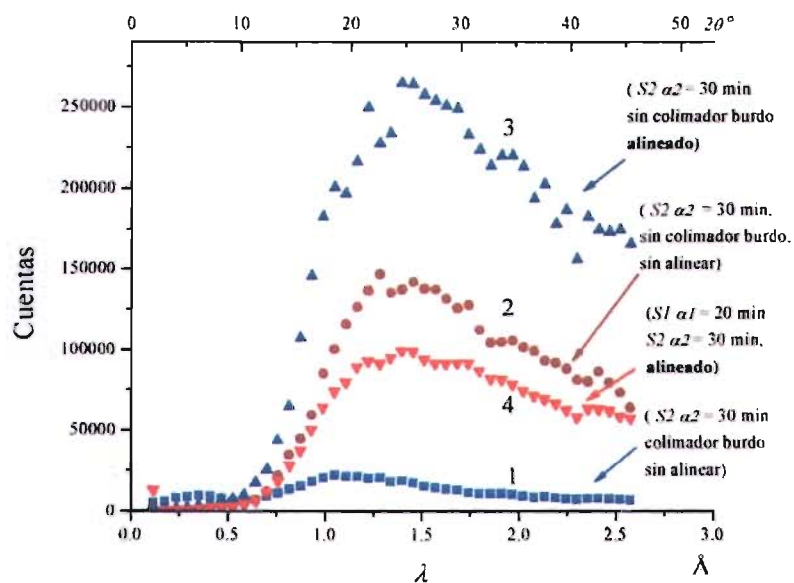 0 10 20 30 40 50 2θ°
Cuentas
250000
200000
150000
100000
50000
0
3
2
4
1
( S2 α2 = 30 min
sin colimador burdo
alineado)
( S2 α2 = 30 min,
sin colimador burdo,
sin alinear)
(S1 α1 = 20 min
S2 α2 = 30 min,
alineado)
( S2 α2 = 30 min
colimador burdo
sin alinear)
0.0 0.5 1.0 1.5 2.0 2.5 3.0
λ Å